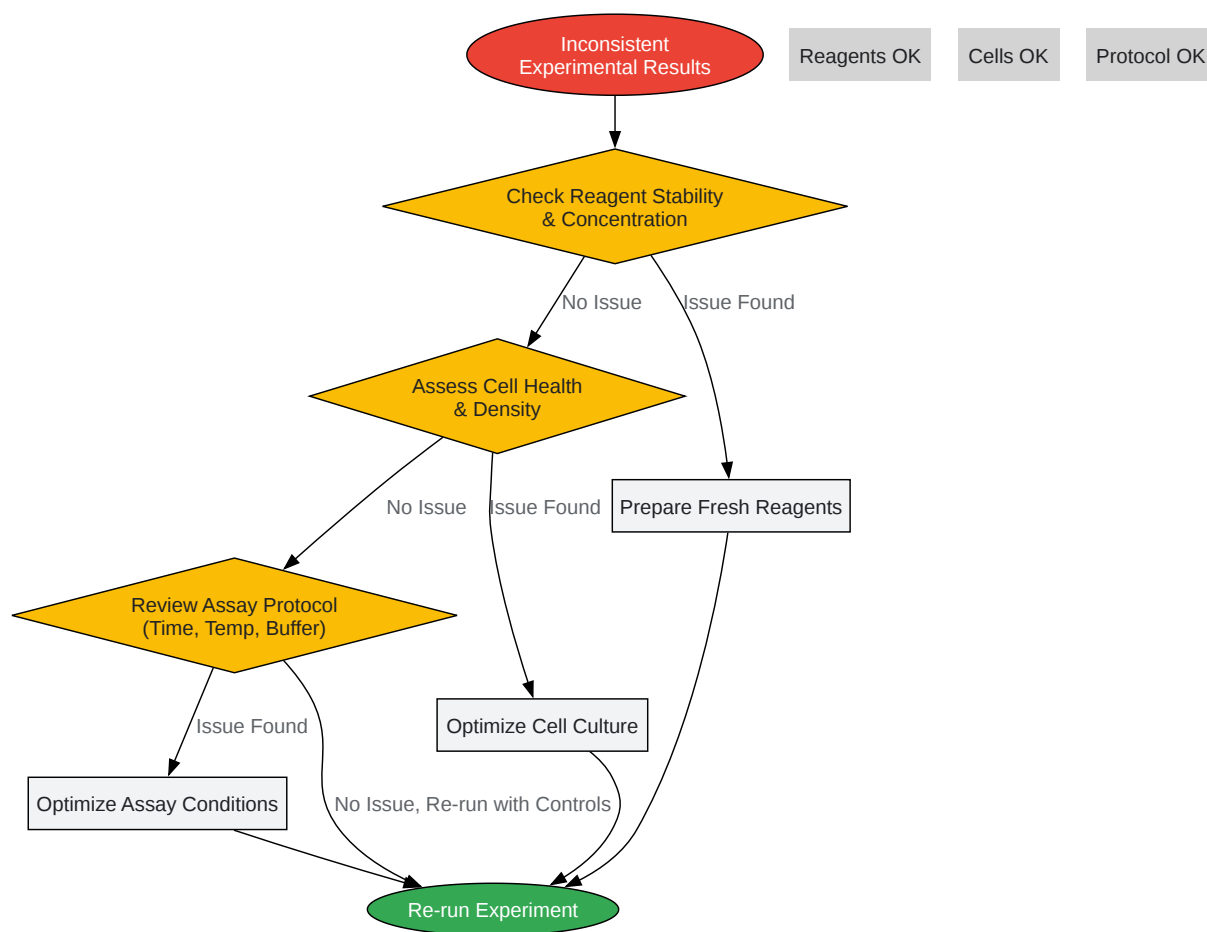 Inconsistent
Experimental Results
Reagents OK
Cells OK
Protocol OK
Check Reagent Stability
& Concentration
No Issue
Issue Found
Assess Cell Health
& Density
No Issue
Issue Found
Prepare Fresh Reagents
Review Assay Protocol
(Time, Temp, Buffer)
Issue Found
Optimize Cell Culture
Optimize Assay Conditions
No Issue, Re-run with Controls
Re-run Experiment